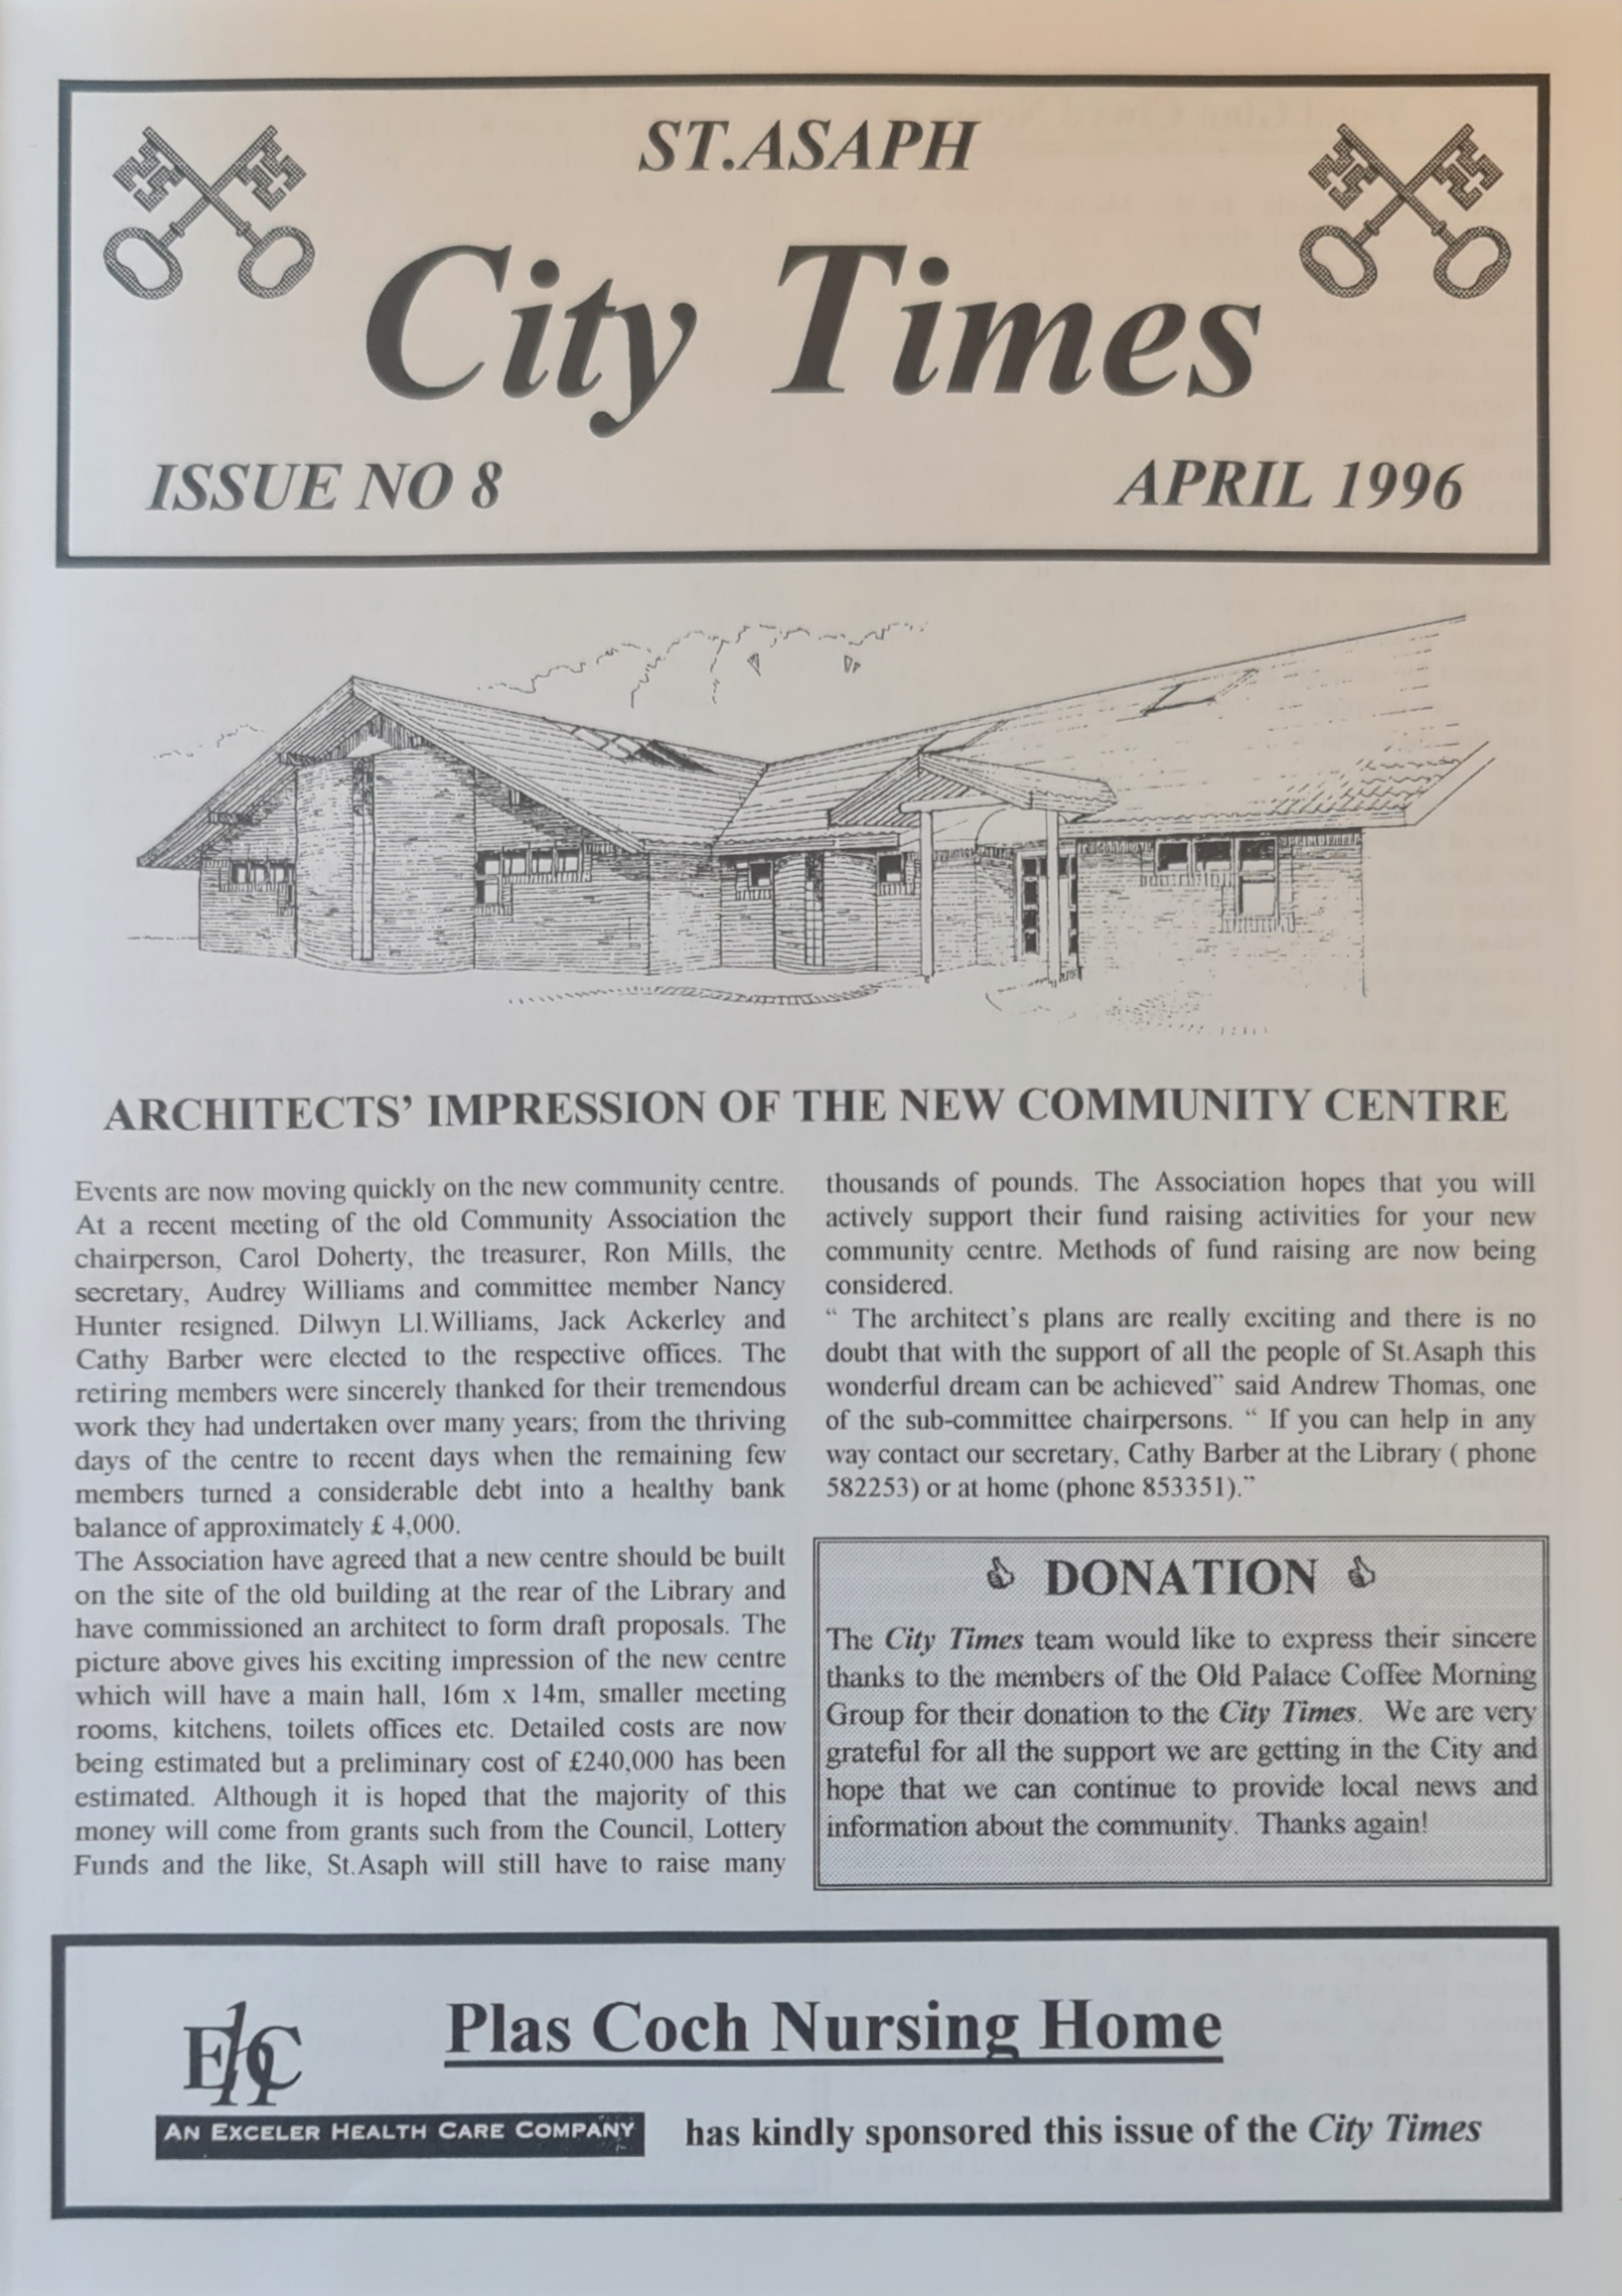 ST.ASAPH
City Times
ISSUE NO 8
APRIL 1996
ARCHITECTS' IMPRESSION OF THE NEW COMMUNITY CENTRE
Events are now moving quickly on the new community centre.
At a recent meeting of the old Community Association the
chairperson, Carol Doherty, the treasurer, Ron Mills, the
secretary, Audrey Williams and committee member Nancy
Hunter resigned. Dilwyn Ll.Williams, Jack Ackerley and
Cathy Barber were elected to the respective offices. The
retiring members were sincerely thanked for their tremendous
work they had undertaken over many years; from the thriving
days of the centre to recent days when the remaining few
members turned a considerable debt into a healthy bank
balance of approximately £ 4,000.
The Association have agreed that a new centre should be built
on the site of the old building at the rear of the Library and
have commissioned an architect to form draft proposals. The
picture above gives his exciting impression of the new centre
which will have a main hall, 16m x 14m, smaller meeting
rooms, kitchens, toilets offices etc. Detailed costs are now
being estimated but a preliminary cost of £240,000 has been
estimated. Although it is hoped that the majority of this
money will come from grants such from the Council, Lottery
Funds and the like, St.Asaph will still have to raise many
thousands of pounds. The Association hopes that you will
actively support their fund raising activities for your new
community centre. Methods of fund raising are now being
considered.
“ The architect's plans are really exciting and there is no
doubt that with the support of all the people of St.Asaph this
wonderful dream can be achieved” said Andrew Thomas, one
of the sub-committee chairpersons. “ If you can help in any
way contact our secretary, Cathy Barber at the Library ( phone
582253) or at home (phone 853351).”
DONATION
The City Times team would like to express their sincere
thanks to the members of the Old Palace Coffee Morning
Group for their donation to the City Times. We are very
grateful for all the support we are getting in the City and
hope that we can continue to provide local news and
information about the community. Thanks again!
EhC
AN EXCELER HEALTH CARE COMPANY
Plas Coch Nursing Home
has kindly sponsored this issue of the City Times